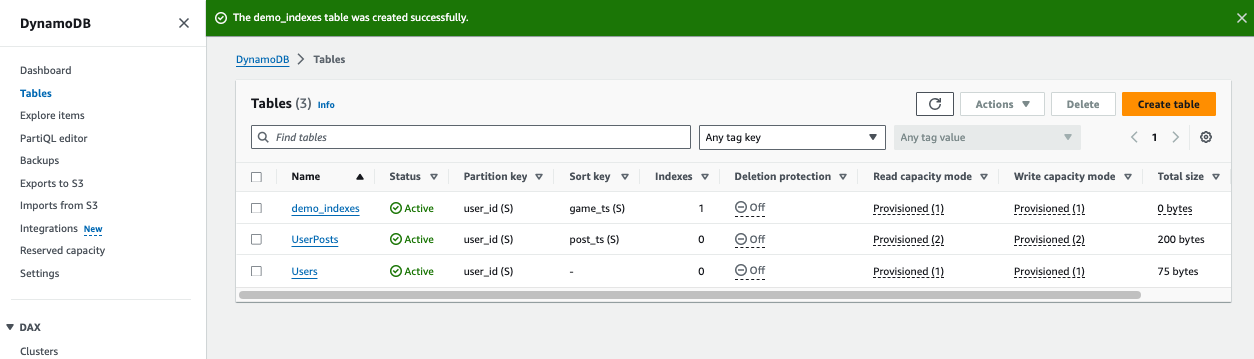 DynamoDB
The demo_indexes table was created successfully.
Dashboard
Tables
Explore items
PartiQL editor
Backups
Exports to S3
Imports from S3
Integrations New
Reserved capacity
Settings
DAX
Clusters
DynamoDB Tables
Tables (3) Info
Actions Delete Create table
Find tables Any tag key Any tag value 1
Name Status Partition key Sort key Indexes Deletion protection Read capacity mode Write capacity mode Total size
demo_indexes Active user_id (S) game_ts (S) 1 Off Provisioned (1) Provisioned (1) 0 bytes
UserPosts Active user_id (S) post_ts (S) 0 Off Provisioned (2) Provisioned (2) 200 bytes
Users Active user_id (S) - 0 Off Provisioned (1) Provisioned (1) 75 bytes